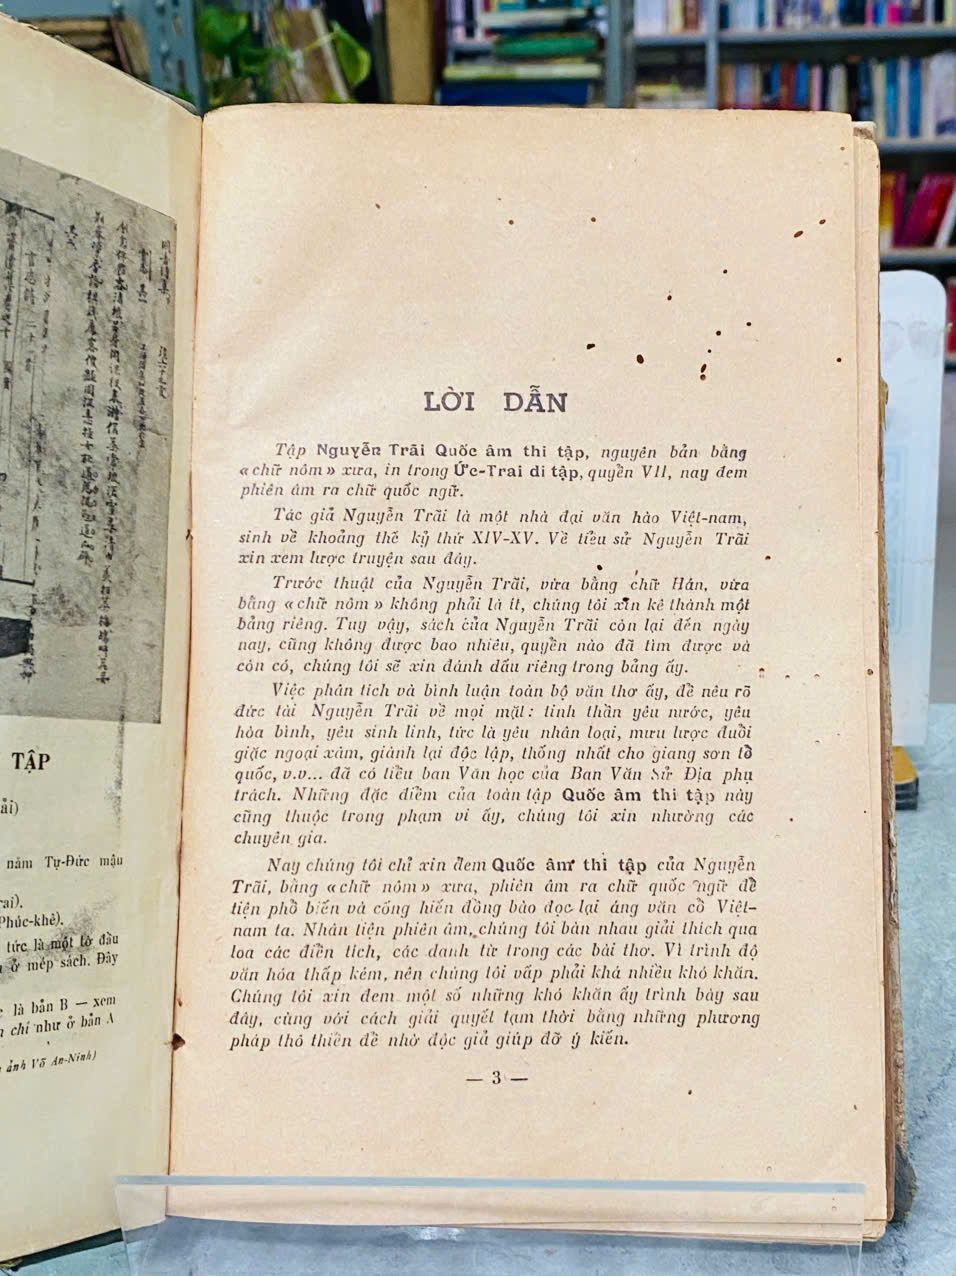 TẬP
ải)
năm Tự-Đức mậu
rai).
Phúc-khê).
tức là một tờ đầu
ở mép sách. Đây
là bản B — xem
chi như ở bản A
ảnh Võ An-Ninh)
LỜI DẪN
Tập Nguyễn Trãi Quốc âm thi tập, nguyên bản bằng
«chữ nôm» xưa, in trong Ức-Trai di tập, quyển VII, nay đem
phiên âm ra chữ quốc ngữ.
Tác giả Nguyễn Trãi là một nhà đại văn hào Việt-nam,
sinh về khoảng thế kỷ thứ XIV-XV. Về tiểu sử Nguyễn Trãi
xin xem lược truyện sau đây.
Trước thuật của Nguyễn Trãi, vừa bằng chữ Hán, vừa
bằng «chữ nôm» không phải là ít, chúng tôi xin kê thành một
bảng riêng. Tuy vậy, sách của Nguyễn Trãi còn lại đến ngày
nay, cũng không được bao nhiêu, quyển nào đã tìm được và
còn có, chúng tôi sẽ xin đánh dấu riêng trong bảng ấy.
Việc phân tích và bình luận toàn bộ văn thơ ấy, để nêu rõ
đức tài Nguyễn Trãi về mọi mặt: tinh thần yêu nước, yêu
hòa bình, yêu sinh linh, tức là yêu nhân loại, mưu lược đuổi
giặc ngoại xâm, giành lại độc lập, thống nhất cho giang sơn tổ
quốc, v.v... đã có tiểu ban Văn học của Ban Văn Sử Địa phụ
trách. Những đặc điểm của toàn tập Quốc âm thi tập này
cũng thuộc trong phạm vi ấy, chúng tôi xin nhường các
chuyên gia.
Nay chúng tôi chỉ xin đem Quốc âm thi tập của Nguyễn
Trãi, bằng «chữ nôm» xưa, phiên âm ra chữ quốc ngữ để
tiện phổ biến và cống hiến đồng bào đọc lại áng văn cổ Việt-
nam ta. Nhân tiện phiên âm, chúng tôi bàn nhau giải thích qua
loa các điển tích, các danh từ trong các bài thơ. Vì trình độ
văn hóa thấp kém, nên chúng tôi vấp phải khá nhiều khó khăn.
Chúng tôi xin đem một số những khó khăn ấy trình bày sau
đây, cùng với cách giải quyết tạm thời bằng những phương
pháp thô thiển để nhờ độc giả giúp đỡ ý kiến.
— 3 —